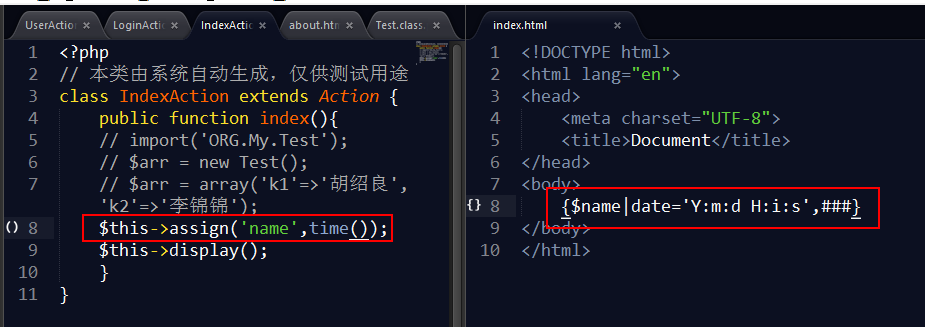 UserActio × LoginActic × IndexActio × about.htm × Test.class. ×
1 <?php
2 // 本类由系统自动生成，仅供测试用途
3 class IndexAction extends Action {
4 public function index(){
5 // import('ORG.My.Test');
6 // $arr = new Test();
7 // $arr = array('k1'=>'胡绍良',
'k2'=>'李锦锦');
() 8 $this->assign('name',time());
9 $this->display();
10 }
11 }
index.html ×
1 <!DOCTYPE html>
2 <html lang="en">
3 <head>
4 <meta charset="UTF-8">
5 <title>Document</title>
6 </head>
7 <body>
{} 8 {$name|date='Y:m:d H:i:s',###}
9 </body>
10 </html>